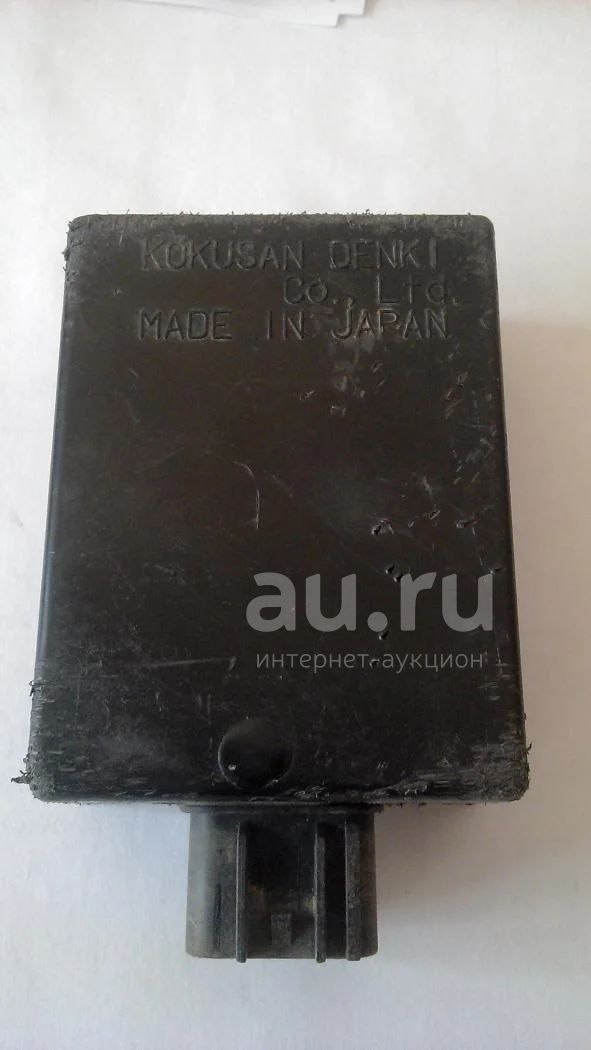 KOKUSAN DENKI
Co., Ltd.
MADE IN JAPAN
au.ru
интернет-аукцион